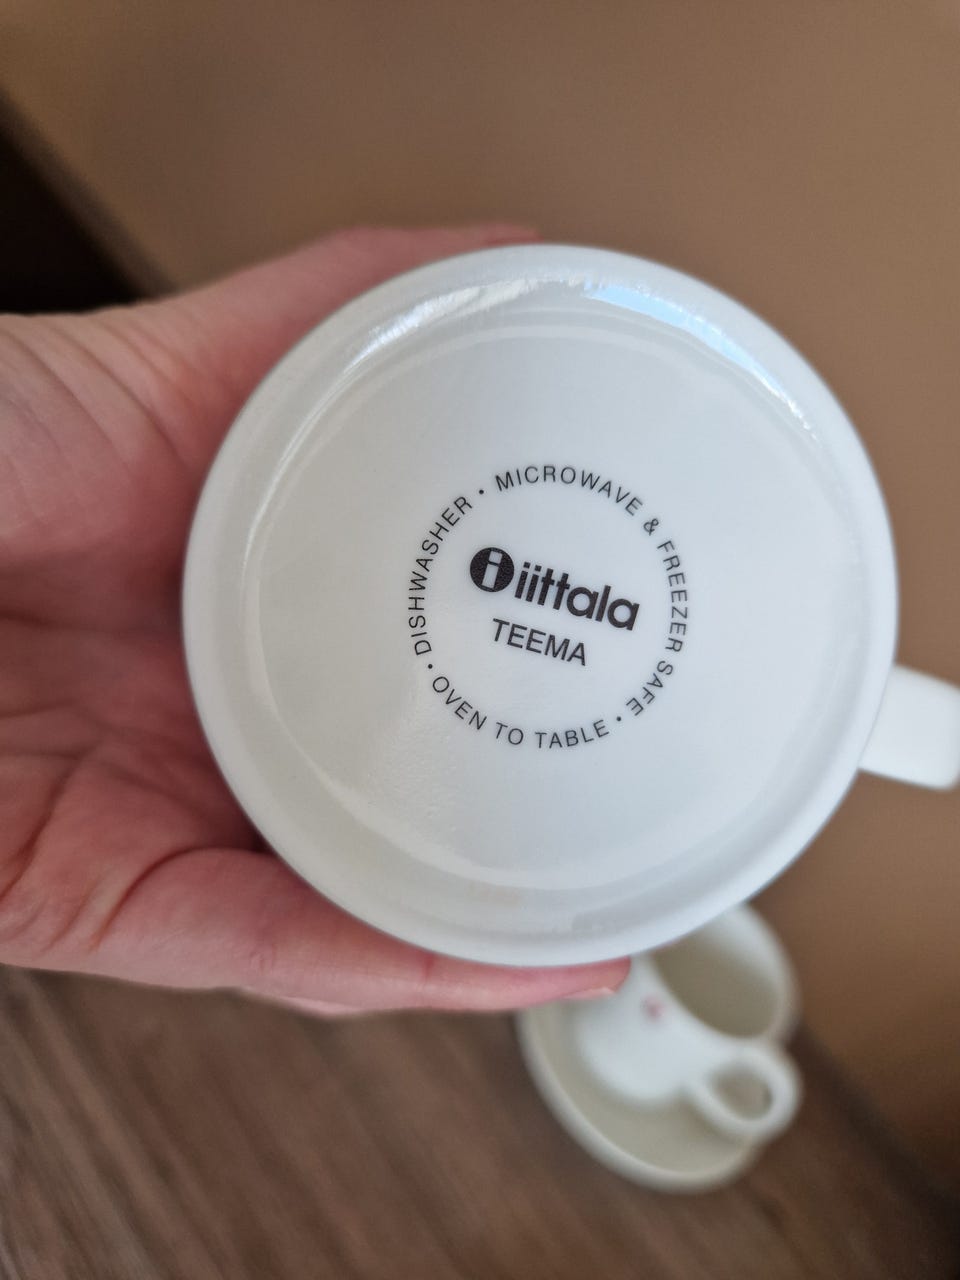 DISHWASHER • MICROWAVE & FREEZER SAFE • OVEN TO TABLE •
i iittala
TEEMA